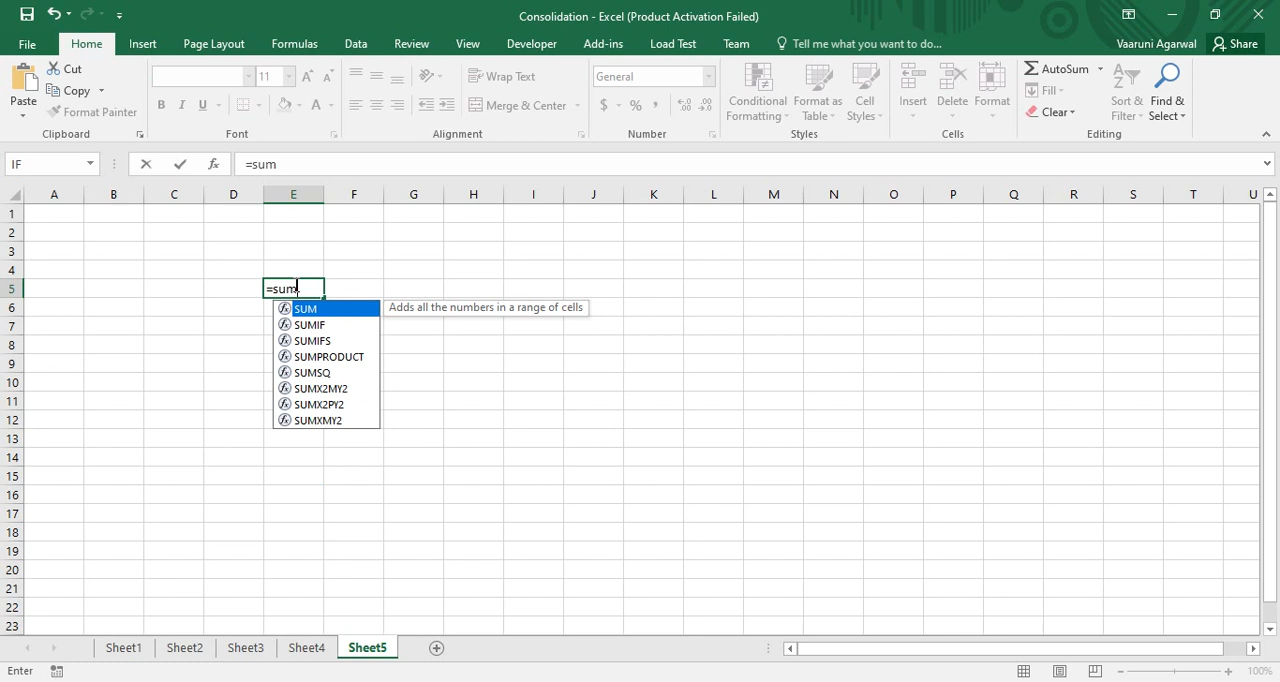 Consolidation - Excel (Product Activation Failed)
File Home Insert Page Layout Formulas Data Review View Developer Add-ins Load Test Team Tell me what you want to do... Vaaruni Agarwal Share
Paste
Cut
Copy
Format Painter
Clipboard
11
B I U
A
Font
Wrap Text
Merge & Center
Alignment
General
$ % ,
Number
Conditional Formatting
Format as Table
Cell Styles
Styles
Insert Delete Format
Cells
AutoSum
Fill
Clear
Sort & Filter
Find & Select
Editing
IF
fx
=sum
A B C D E F G H I J K L M N O P Q R S T U
1
2
3
4
5 =sum
6 SUM Adds all the numbers in a range of cells
7 SUMIF
8 SUMIFS
9 SUMPRODUCT
10 SUMSQ
11 SUMX2MY2
SUMX2PY2
12 SUMXMY2
13
14
15
16
17
18
19
20
21
22
23
Sheet1 Sheet2 Sheet3 Sheet4 Sheet5
Enter 100%